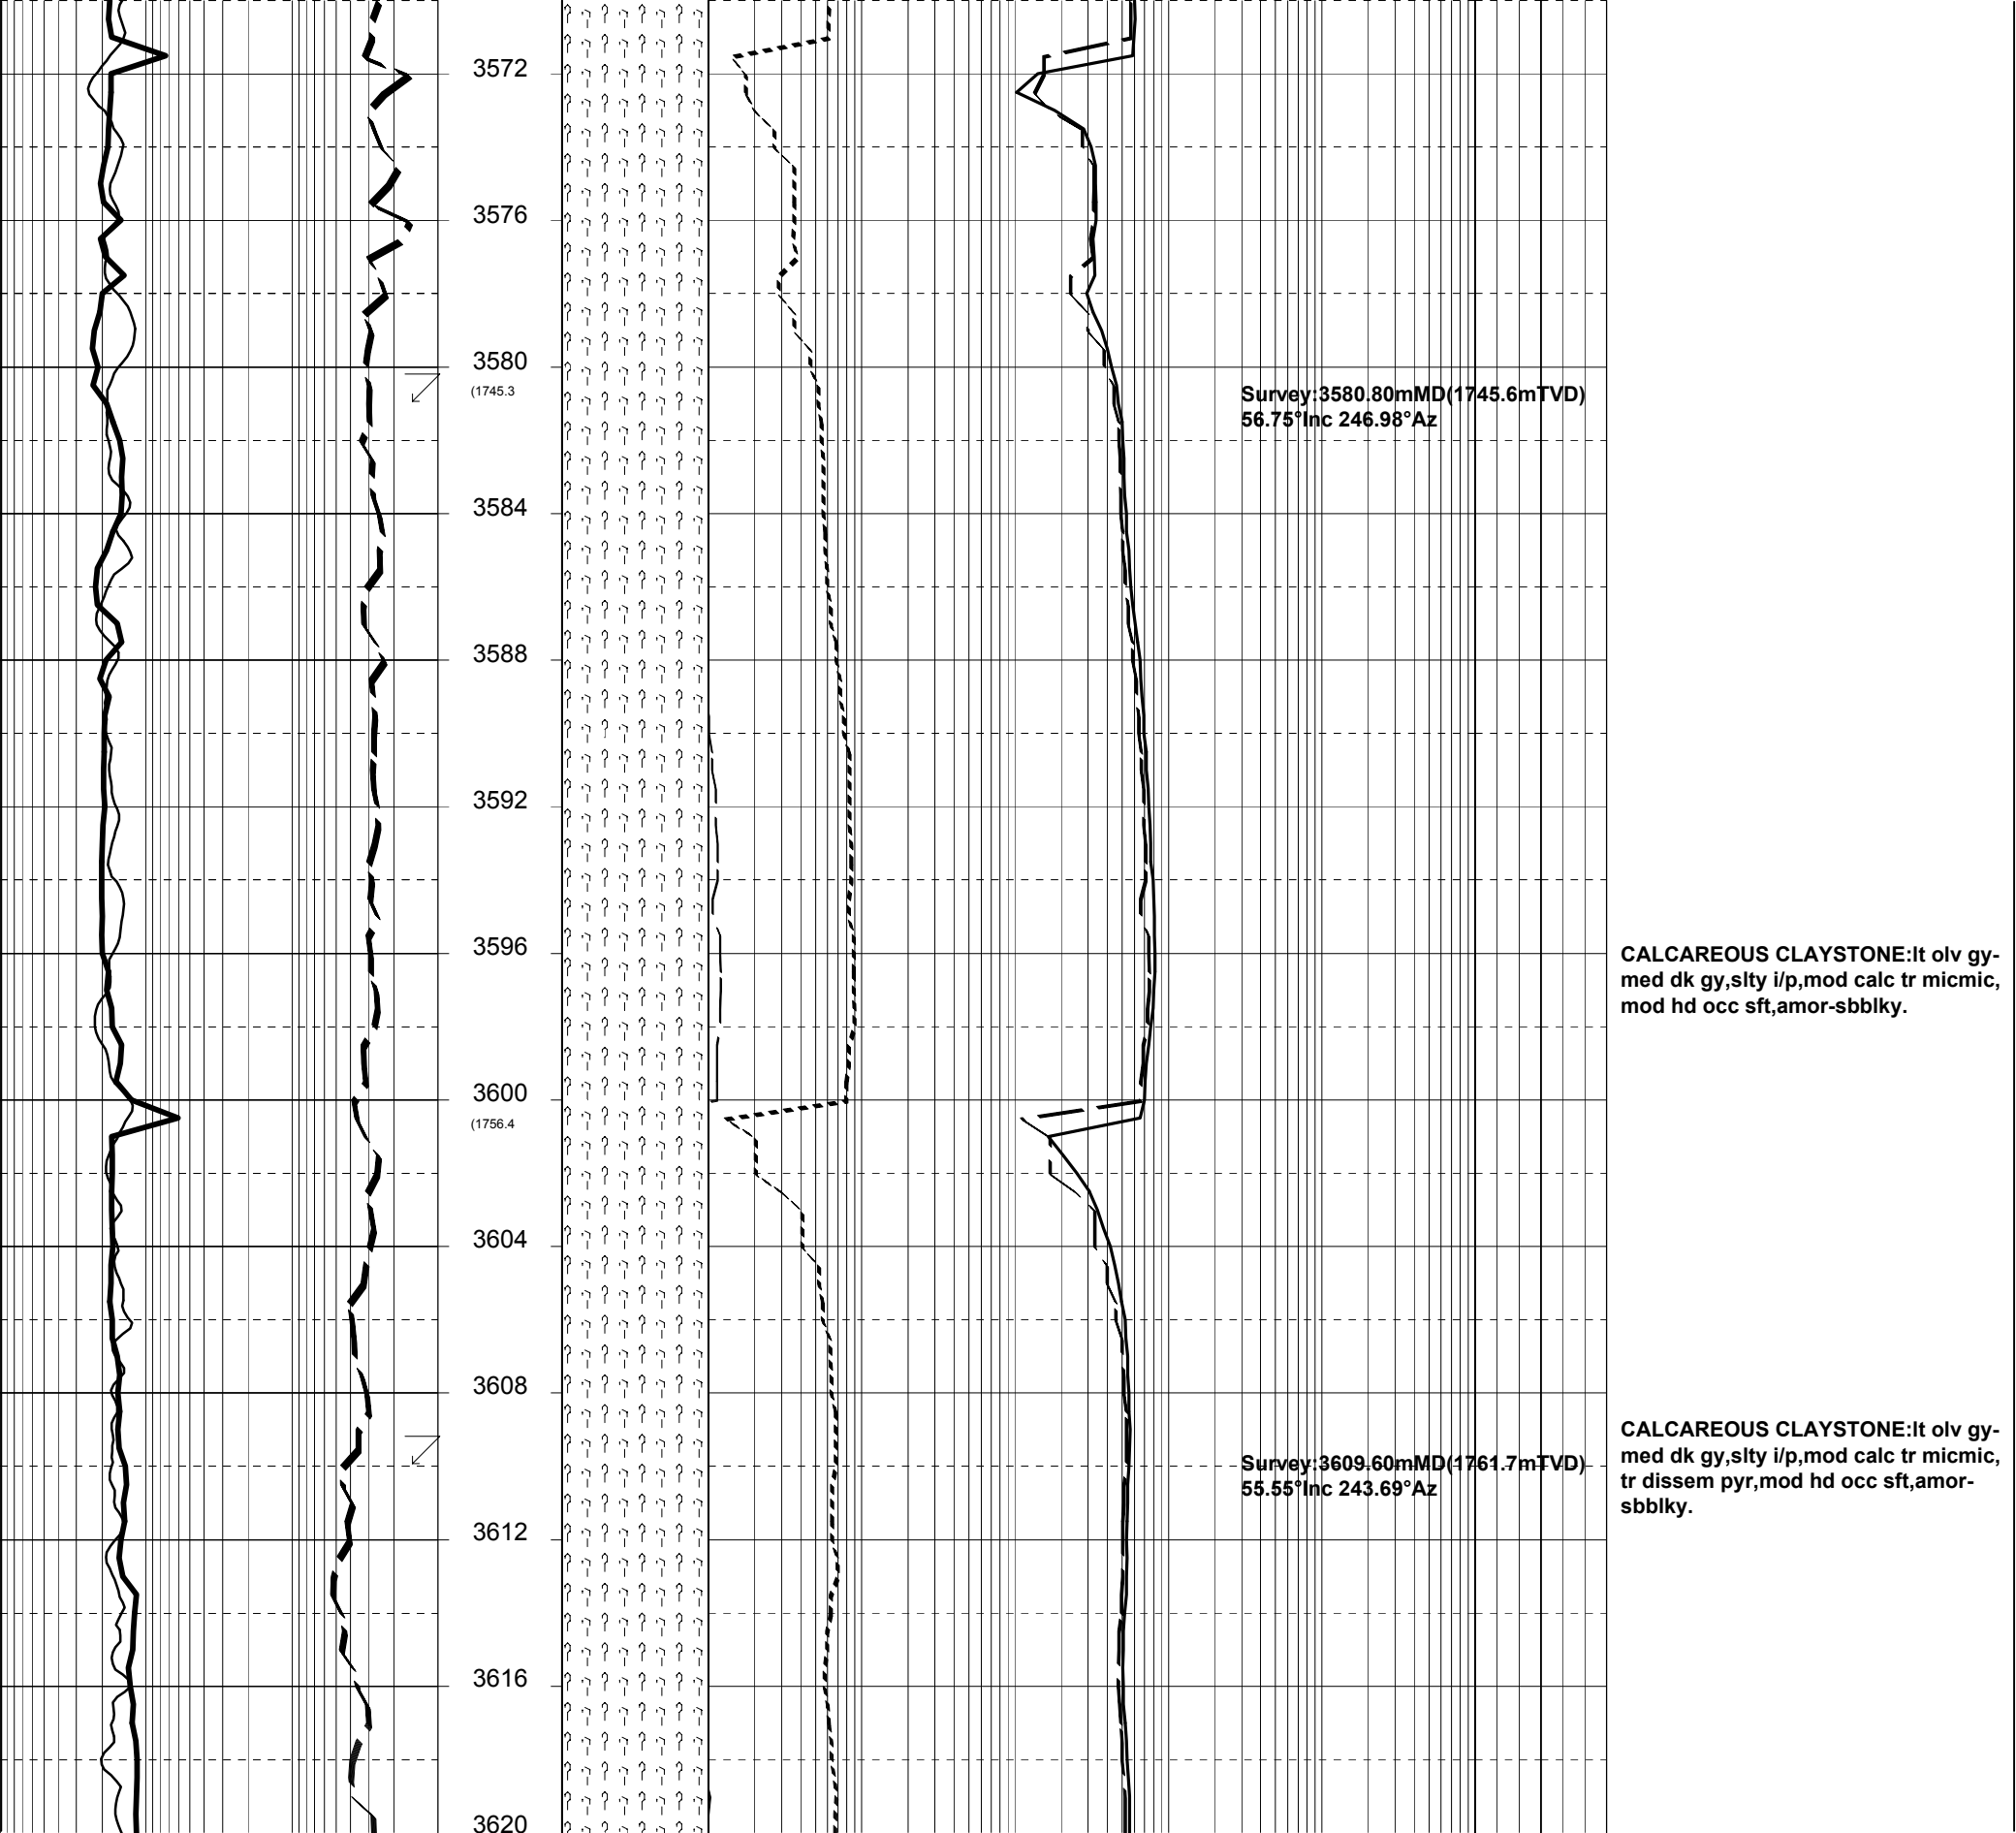 3572
3576
3580
(1745.3
Survey:3580.80mMD(1745.6mTVD)
56.75°Inc 246.98°Az
3584
3588
3592
3596
CALCAREOUS CLAYSTONE:lt olv gy-
med dk gy,slty i/p,mod calc tr micmic,
mod hd occ sft,amor-sbblky.
3600
(1756.4
3604
3608
CALCAREOUS CLAYSTONE:lt olv gy-
med dk gy,slty i/p,mod calc tr micmic,
tr dissem pyr,mod hd occ sft,amor-
sbblky.
Survey:3609.60mMD(1761.7mTVD)
55.55°Inc 243.69°Az
3612
3616
3620